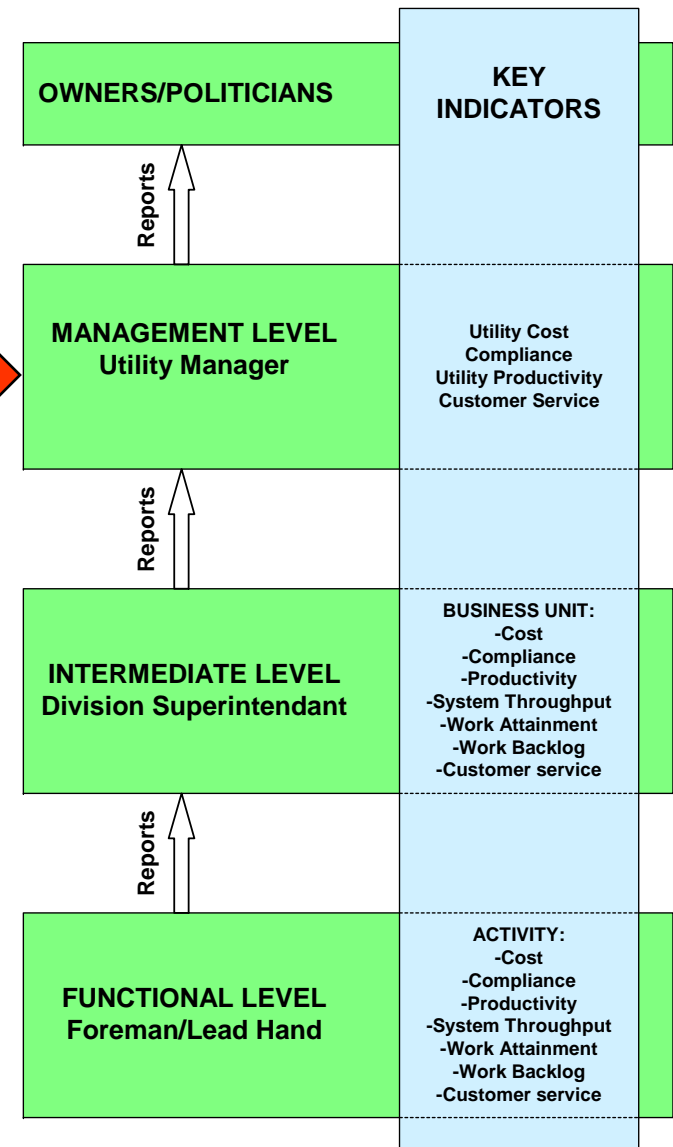 OWNERS/POLITICIANS
KEY
INDICATORS
Reports
MANAGEMENT LEVEL
Utility Manager
Utility Cost
Compliance
Utility Productivity
Customer Service
Reports
INTERMEDIATE LEVEL
Division Superintendant
BUSINESS UNIT:
-Cost
-Compliance
-Productivity
-System Throughput
-Work Attainment
-Work Backlog
-Customer service
Reports
FUNCTIONAL LEVEL
Foreman/Lead Hand
ACTIVITY:
-Cost
-Compliance
-Productivity
-System Throughput
-Work Attainment
-Work Backlog
-Customer service